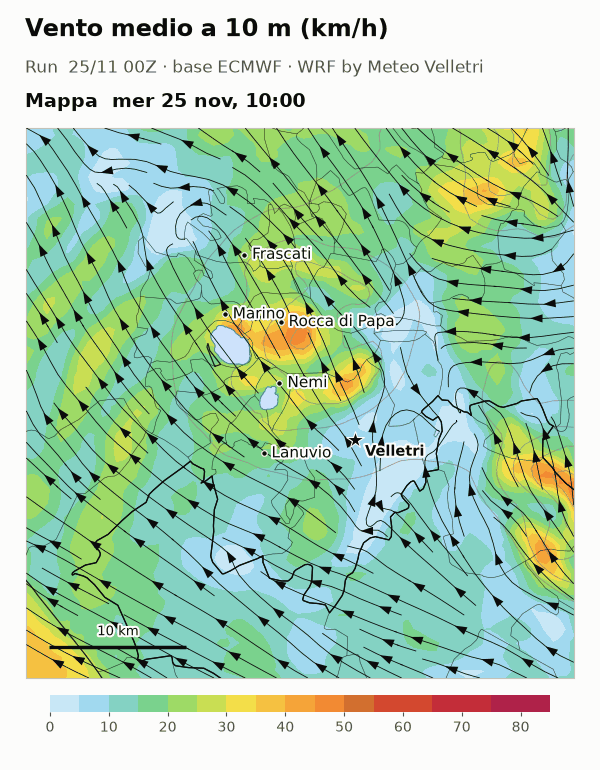 Vento medio a 10 m (km/h)
Run  25/11 00Z · base ECMWF · WRF by Meteo Velletri
Mappa  mer 25 nov, 10:00
Frascati
Marino
Rocca di Papa
Nemi
Velletri
Lanuvio
10 km
0 10 20 30 40 50 60 70 80